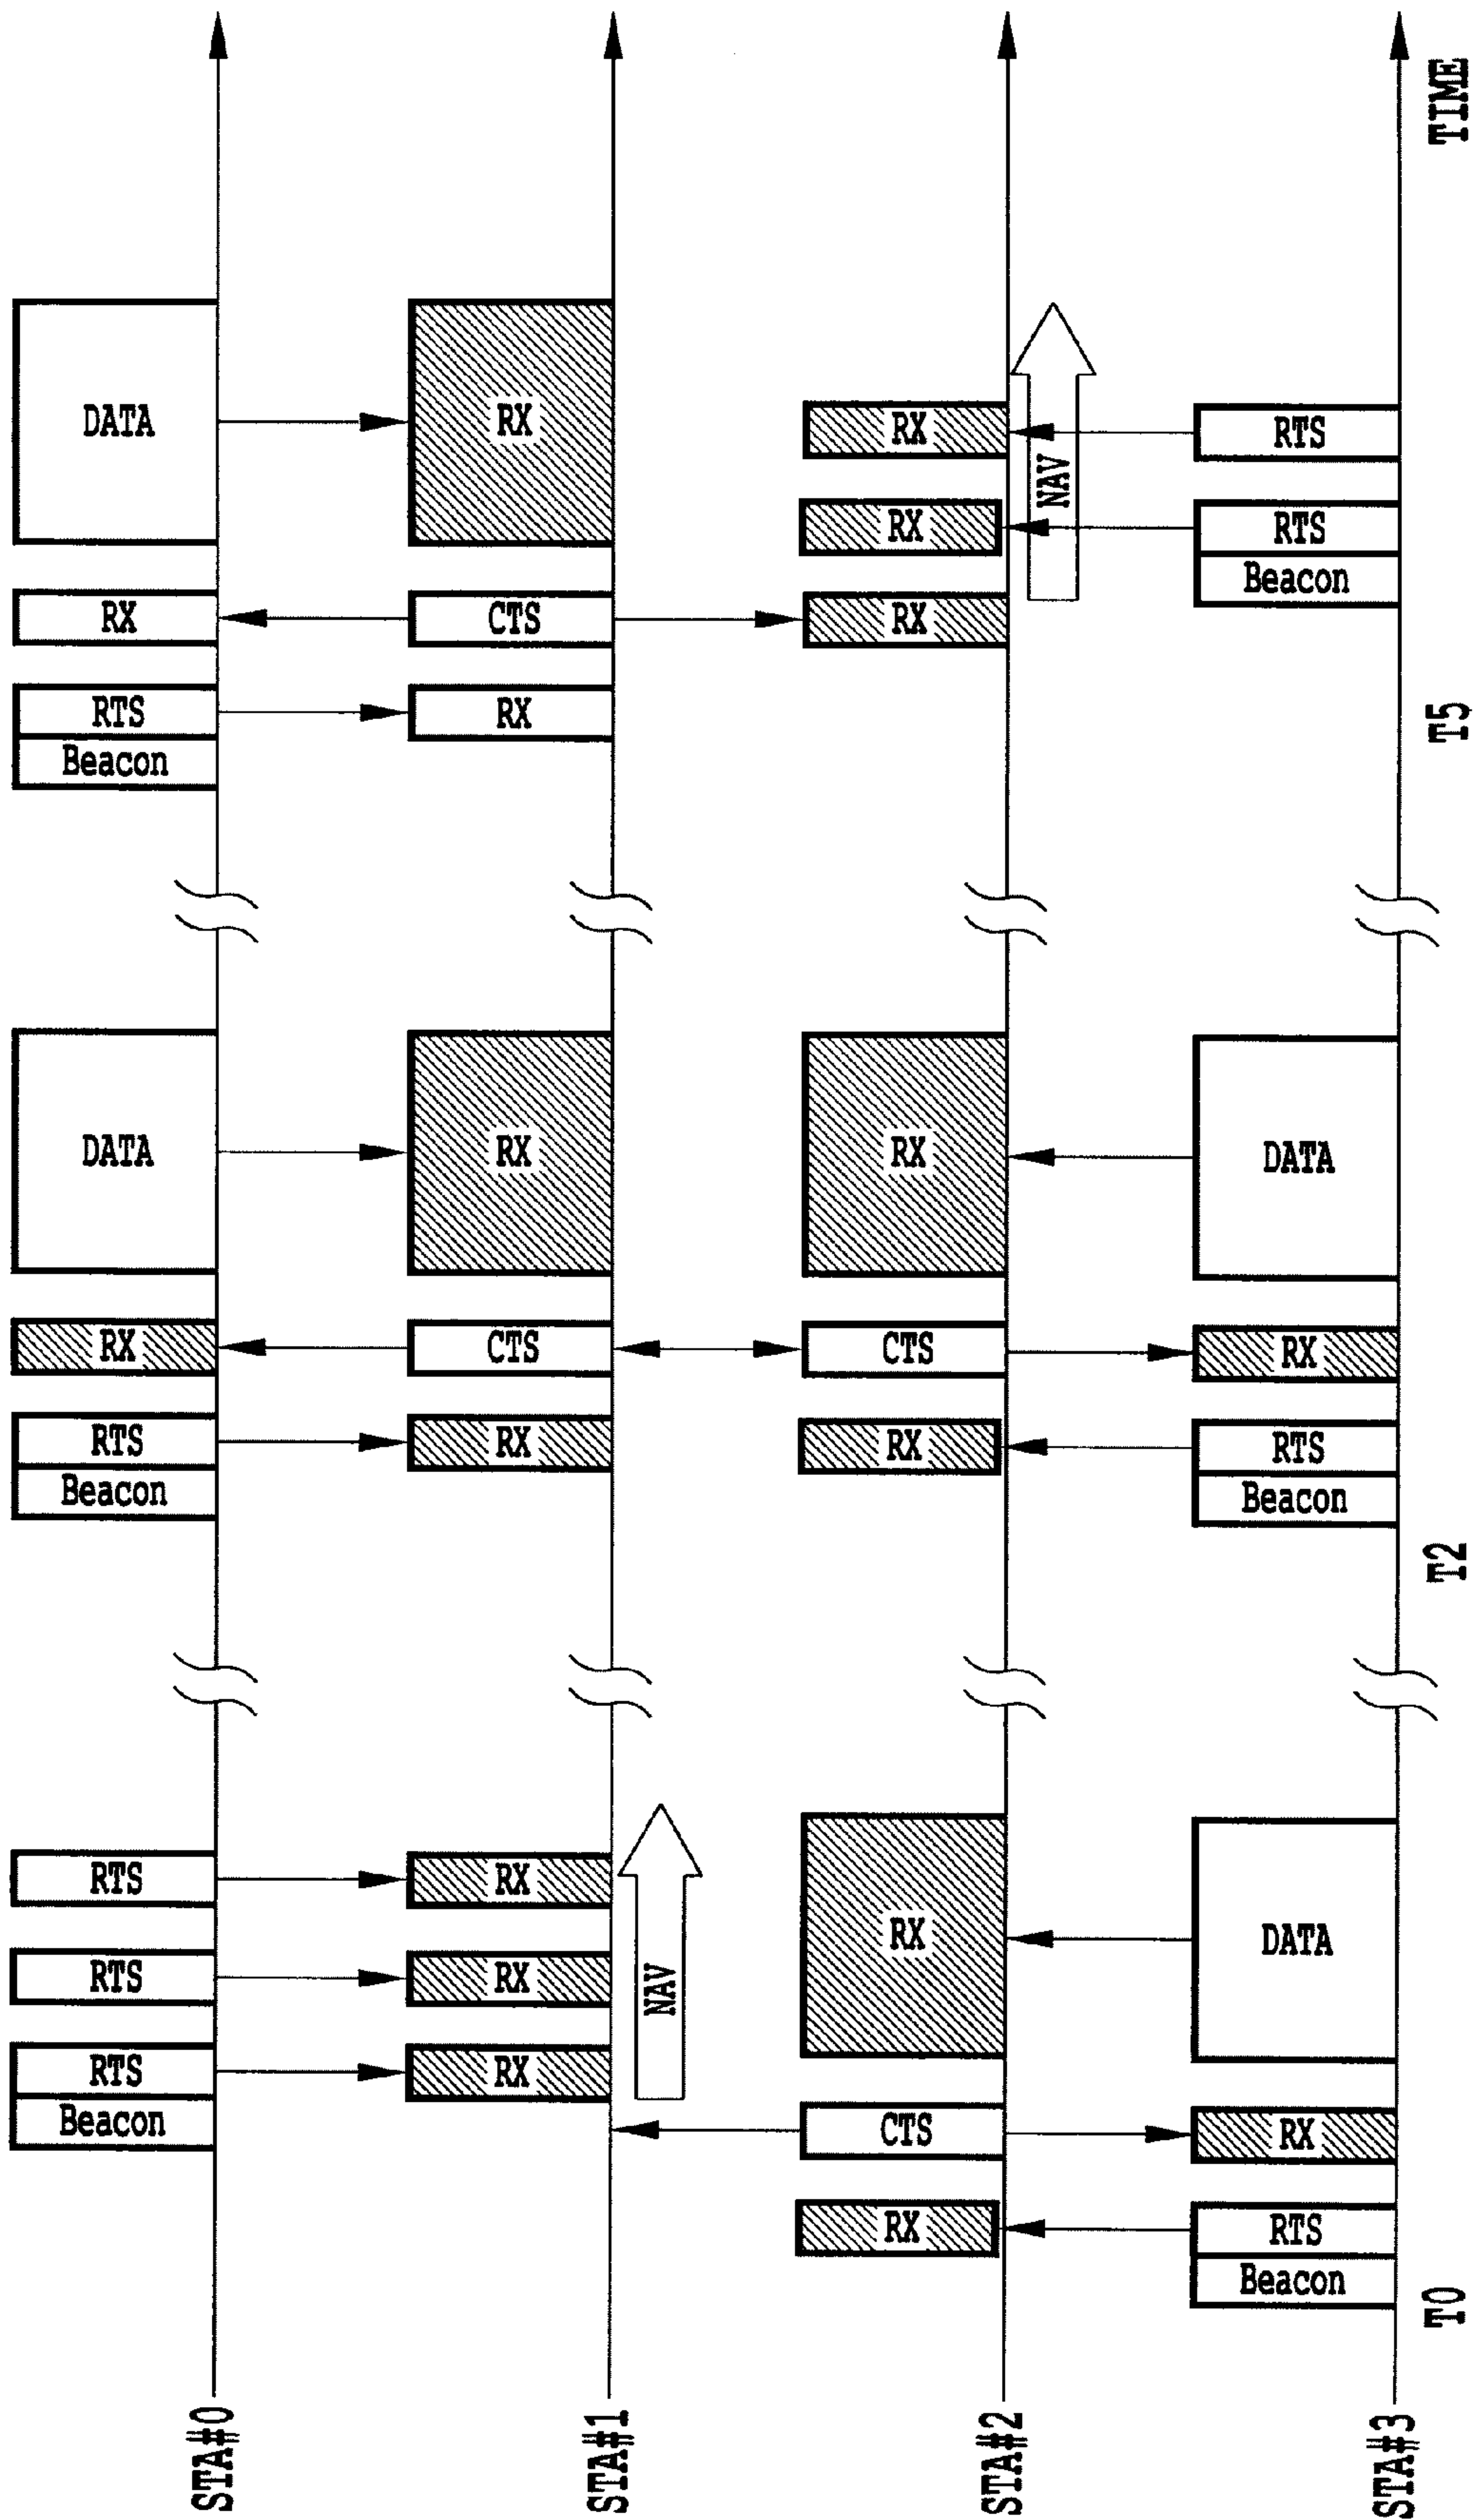 STA#0
Beacon
RTS
RTS
RTS
Beacon
RTS
RX
DATA
Beacon
RTS
RX
DATA
STA#1
RX
RX
RX
RX
CTS
RX
RX
CTS
RX
NAV
STA#2
RX
CTS
RX
RX
CTS
RX
RX
RX
RX
NAV
STA#3
Beacon
RTS
RX
DATA
Beacon
RTS
RX
DATA
Beacon
RTS
RTS
T0
T2
T5
TIME